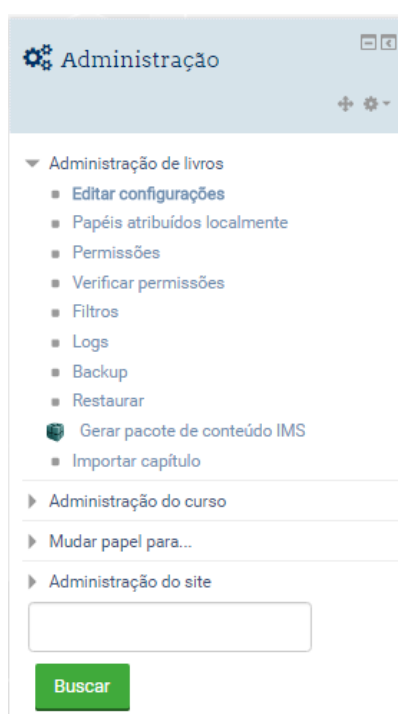 Administração
Administração de livros
Editar configurações
Papéis atribuídos localmente
Permissões
Verificar permissões
Filtros
Logs
Backup
Restaurar
Gerar pacote de conteúdo IMS
Importar capítulo
Administração do curso
Mudar papel para...
Administração do site
Buscar